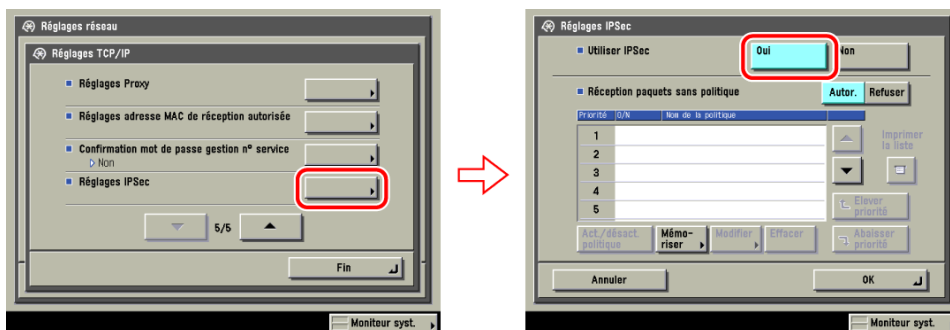 Réglages réseau
Réglages TCP/IP
Réglages Proxy
Réglages adresse MAC de réception autorisée
Confirmation mot de passe gestion nº service
Non
Réglages IPSec
5/5
Fin
Moniteur syst.
Réglages IPSec
Utiliser IPSec
Oui
Non
Réception paquets sans politique
Autor.
Refuser
Priorité O/N Nom de la politique
1
2
3
4
5
Imprimer
la liste
Elever
priorité
Abaisser
priorité
Act./désact.
politique
Mémo-
riser
Modifier
Effacer
Annuler
OK
Moniteur syst.